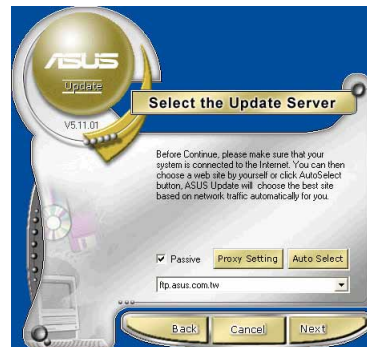 ASUS
Update
V5.11.01
Select the Update Server
Before Continue, please make sure that your
system is connected to the Internet. You can then
choose a web site by yourself or click AutoSelect
button, ASUS Update will choose the best site
based on network traffic automatically for you.
Passive
Proxy Setting
Auto Select
ftp.asus.com.tw
Back
Cancel
Next